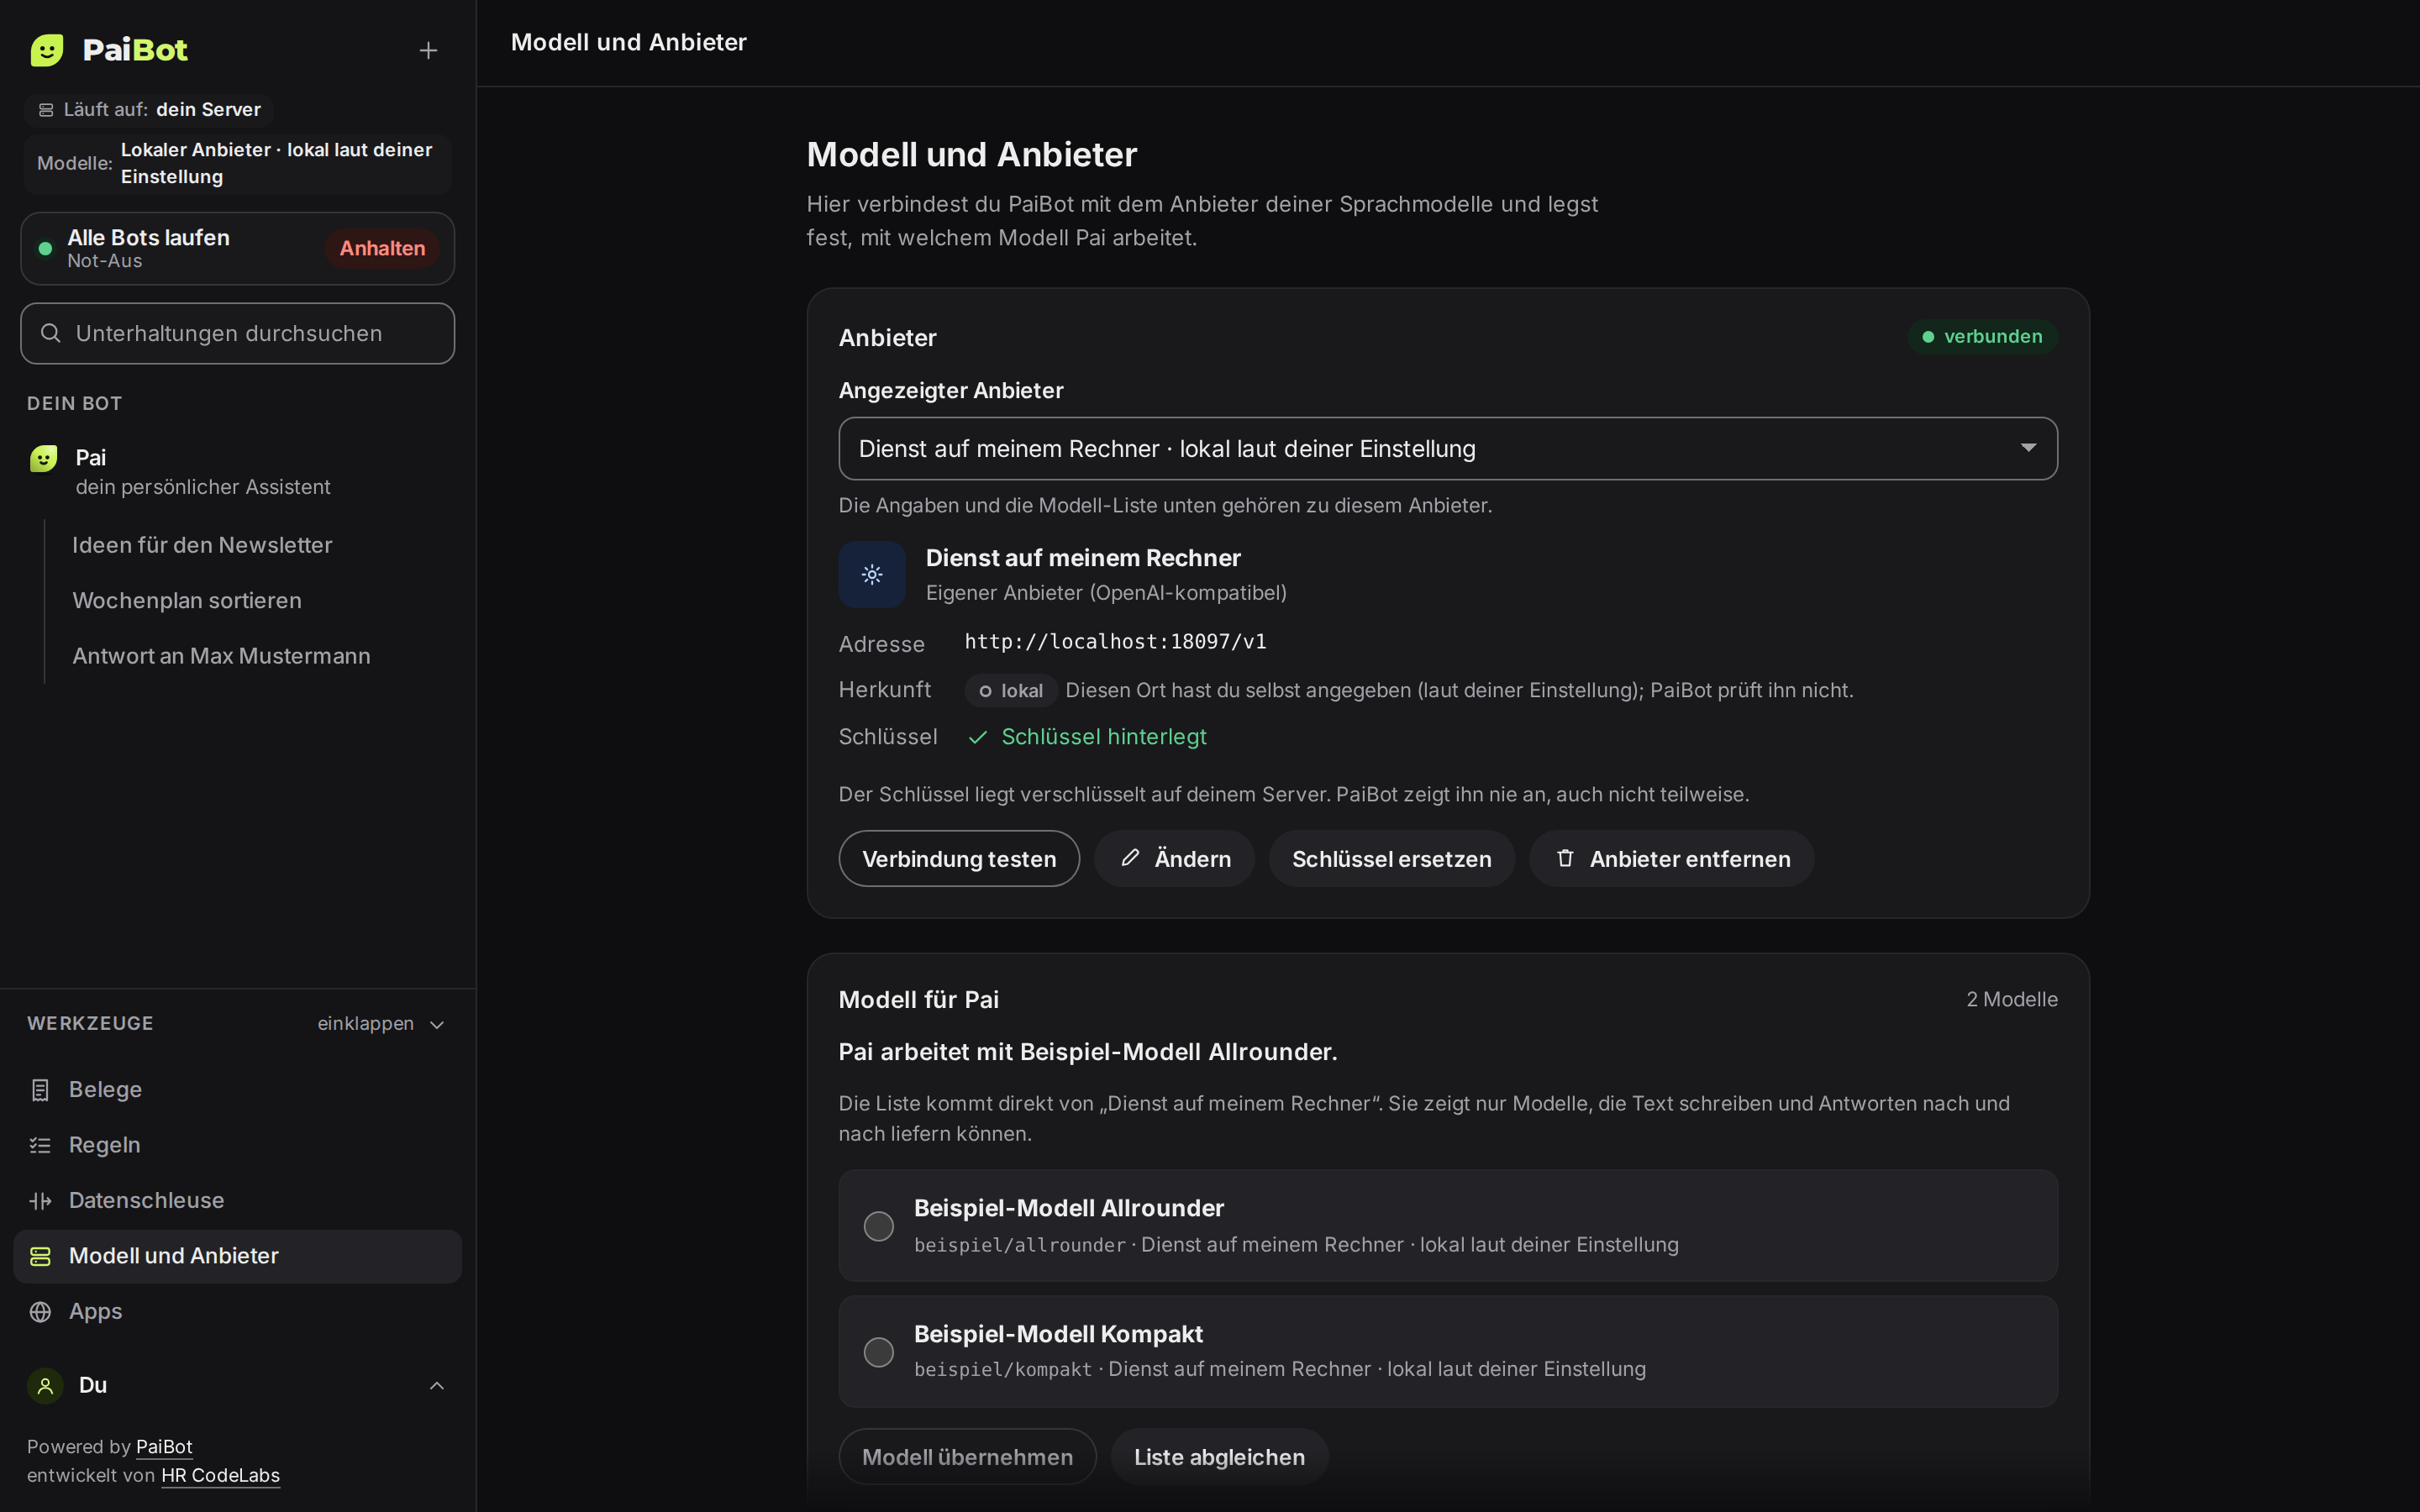 PaiBot
Läuft auf: dein Server
Modelle: Lokaler Anbieter · lokal laut deiner
Einstellung
Alle Bots laufen
Not-Aus
Anhalten
Unterhaltungen durchsuchen
DEIN BOT
Pai
dein persönlicher Assistent
Ideen für den Newsletter
Wochenplan sortieren
Antwort an Max Mustermann
WERKZEUGE
einklappen
Belege
Regeln
Datenschleuse
Modell und Anbieter
Apps
Du
Powered by PaiBot
entwickelt von HR CodeLabs
Modell und Anbieter
Modell und Anbieter
Hier verbindest du PaiBot mit dem Anbieter deiner Sprachmodelle und legst
fest, mit welchem Modell Pai arbeitet.
Anbieter
verbunden
Angezeigter Anbieter
Dienst auf meinem Rechner · lokal laut deiner Einstellung
Die Angaben und die Modell-Liste unten gehören zu diesem Anbieter.
Dienst auf meinem Rechner
Eigener Anbieter (OpenAI-kompatibel)
Adresse http://localhost:18097/v1
Herkunft lokal Diesen Ort hast du selbst angegeben (laut deiner Einstellung); PaiBot prüft ihn nicht.
Schlüssel Schlüssel hinterlegt
Der Schlüssel liegt verschlüsselt auf deinem Server. PaiBot zeigt ihn nie an, auch nicht teilweise.
Verbindung testen Ändern Schlüssel ersetzen Anbieter entfernen
Modell für Pai
2 Modelle
Pai arbeitet mit Beispiel-Modell Allrounder.
Die Liste kommt direkt von „Dienst auf meinem Rechner“. Sie zeigt nur Modelle, die Text schreiben und Antworten nach und
nach liefern können.
Beispiel-Modell Allrounder
beispiel/allrounder · Dienst auf meinem Rechner · lokal laut deiner Einstellung
Beispiel-Modell Kompakt
beispiel/kompakt · Dienst auf meinem Rechner · lokal laut deiner Einstellung
Modell übernehmen Liste abgleichen